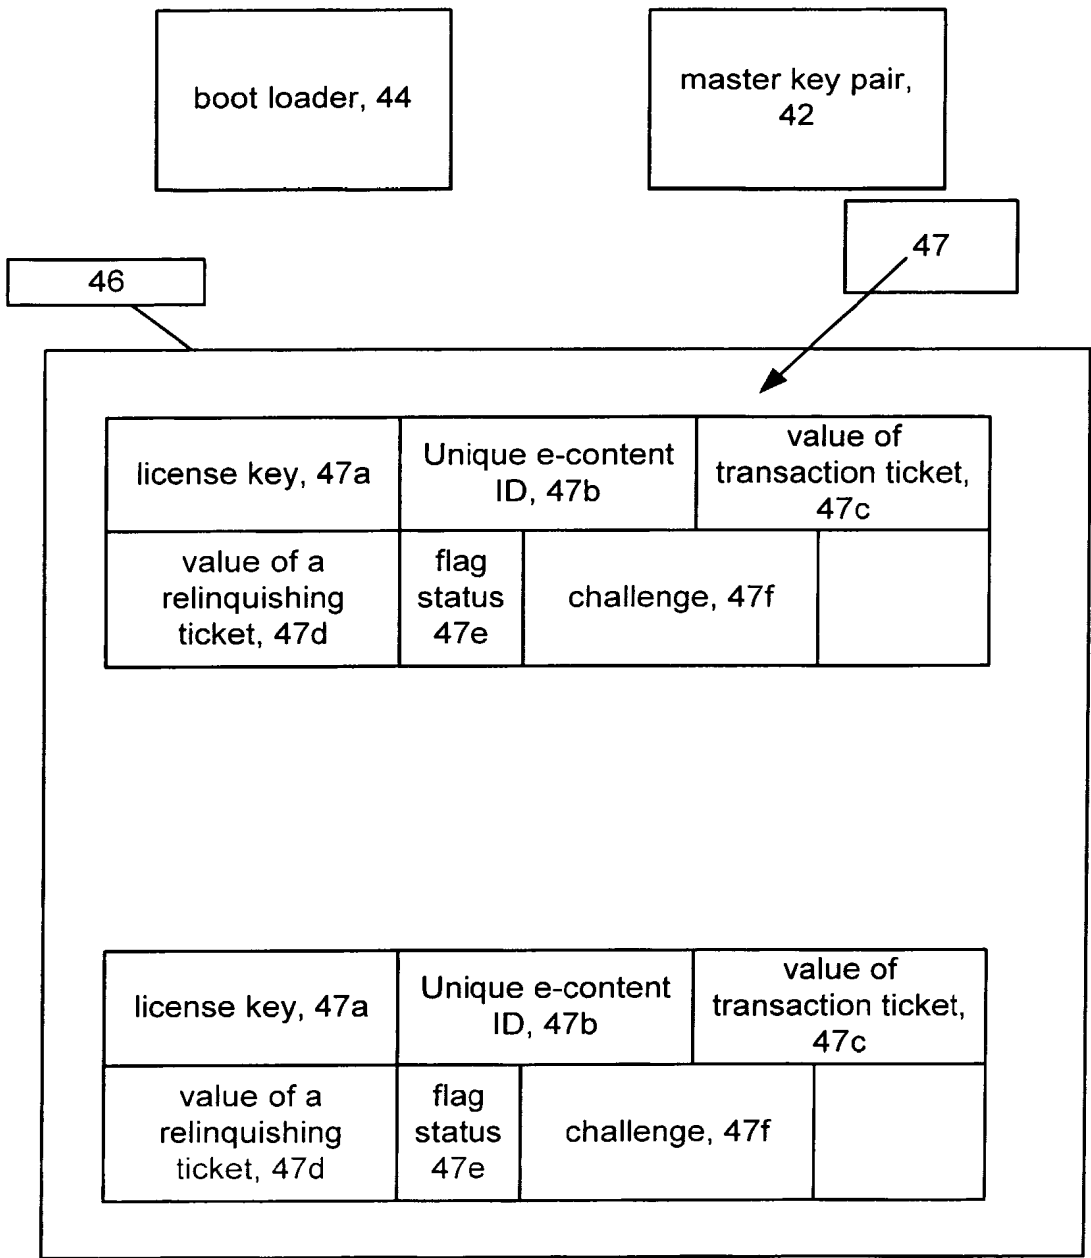 boot loader, 44
master key pair,
42
47
46
license key, 47a
Unique e-content
ID, 47b
value of
transaction ticket,
47c
value of a
relinquishing
ticket, 47d
flag
status
47e
challenge, 47f
license key, 47a
Unique e-content
ID, 47b
value of
transaction ticket,
47c
value of a
relinquishing
ticket, 47d
flag
status
47e
challenge, 47f